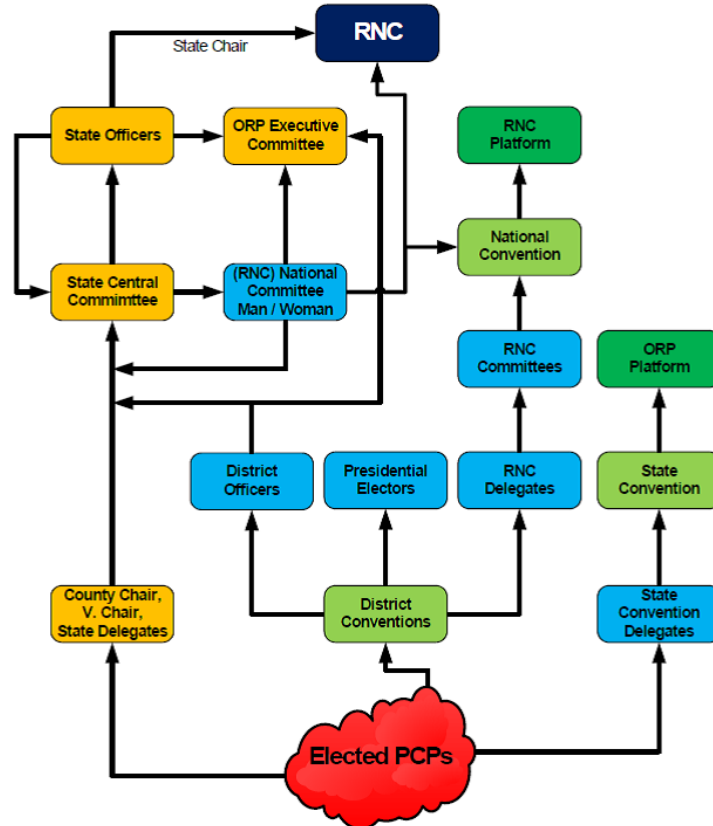 RNC
State Chair
State Officers
ORP Executive
Committee
RNC
Platform
National
Convention
State Central
Commimttee
(RNC) National
Committee
Man / Woman
RNC
Committees
ORP
Platform
District
Officers
Presidential
Electors
RNC
Delegates
State
Convention
County Chair,
V. Chair,
State Delegates
District
Conventions
State
Convention
Delegates
Elected PCPs